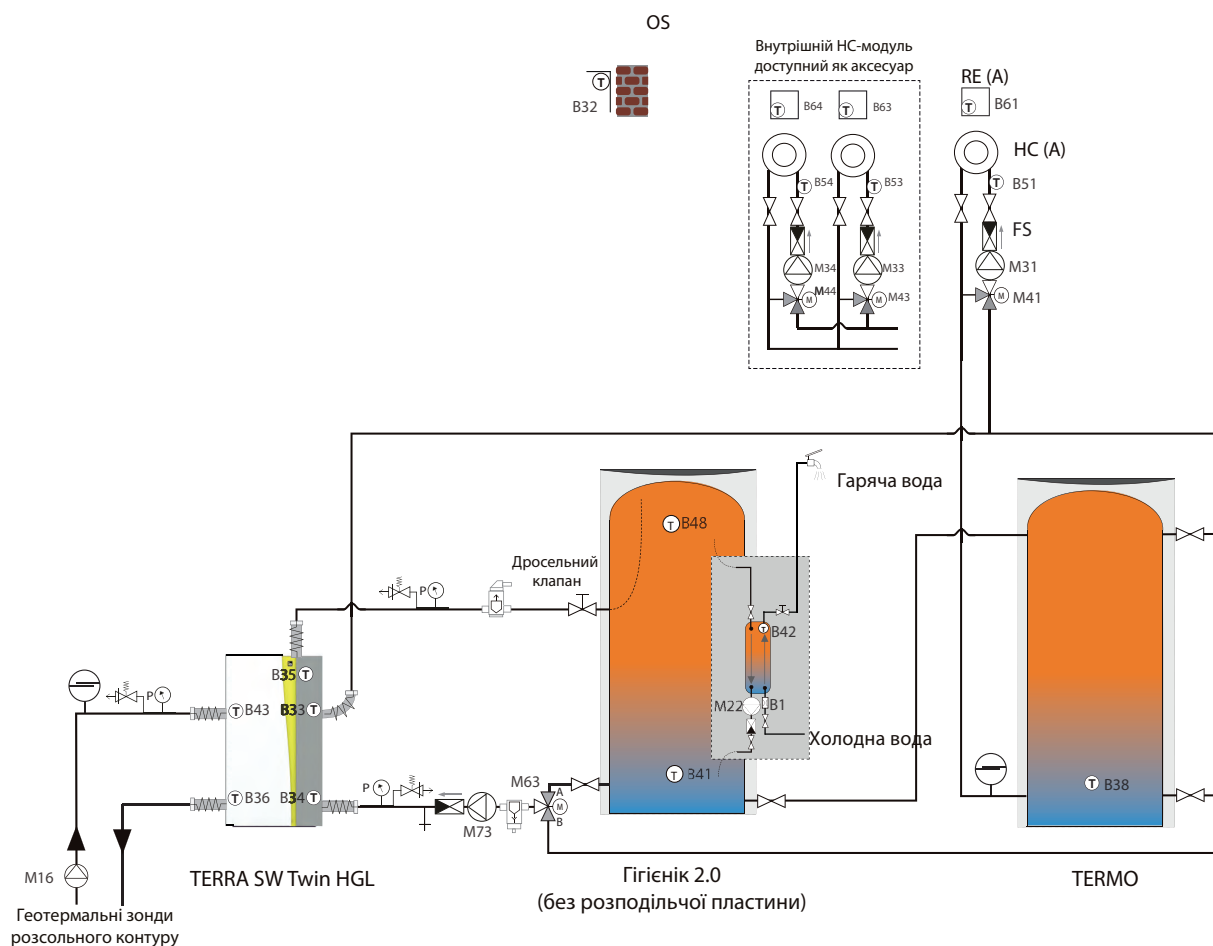 OS
Внутрішній НС-модуль
доступний як аксесуар
T
B32
T
B64
T
B63
RE (A)
T
B61
HC (A)
T
B54
T
B53
T
B51
FS
M34
M33
M31
M44
M
M43
M
M41
M
Гаряча вода
T
B48
Дросельний
клапан
P
T
B42
B35
T
P
T
B43
B33
T
M22
B1
Холодна вода
T
B41
T
B38
M63
A
M
B
P
T
B36
B34
T
M73
M16
TERRA SW Twin HGL
Гігієнік 2.0
(без розподільчої пластини)
TERMO
Геотермальні зонди
розсольного контуру